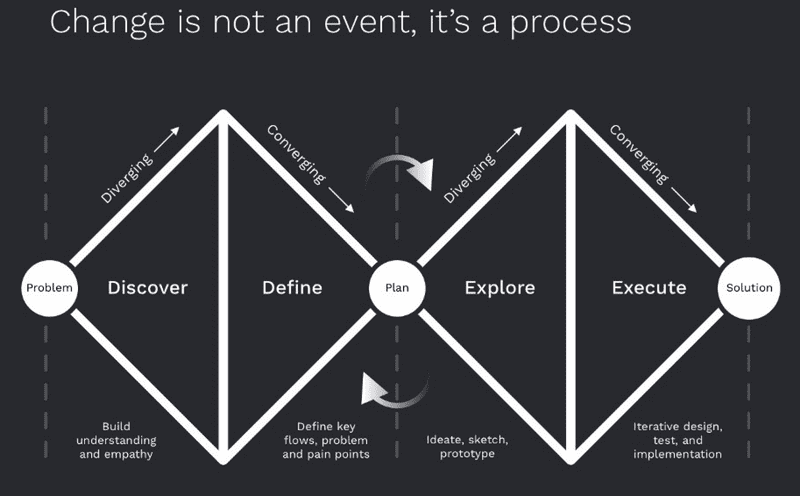 Change is not an event, it’s a process
Diverging
Converging
Diverging
Converging
Problem
Discover
Define
Plan
Explore
Execute
Solution
Build
understanding
and empathy
Define key
flows, problem
and pain points
Ideate, sketch,
prototype
Iterative design,
test, and
implementation